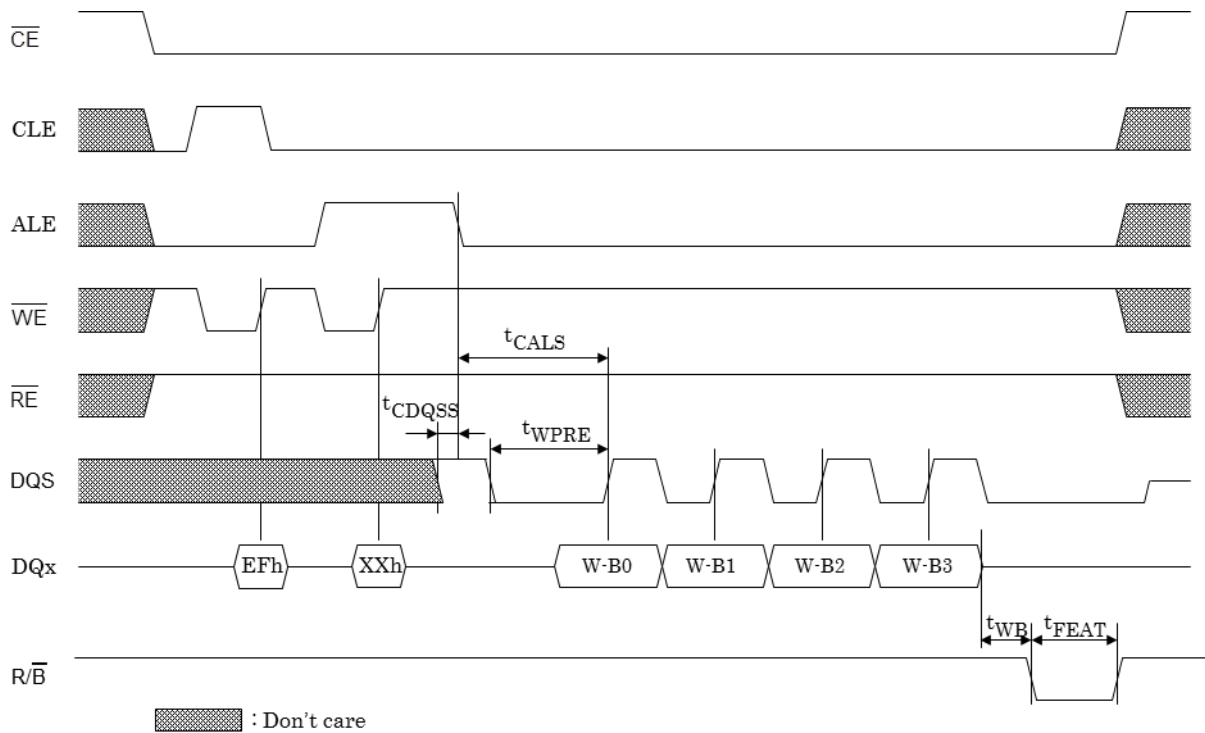 CE
CLE
ALE
WE
tCALS
RE
tCDQSS
tWPRE
DQS
DQx EFh XXh W-B0 W-B1 W-B2 W-B3
tWB tFEAT
R/B
: Don't care